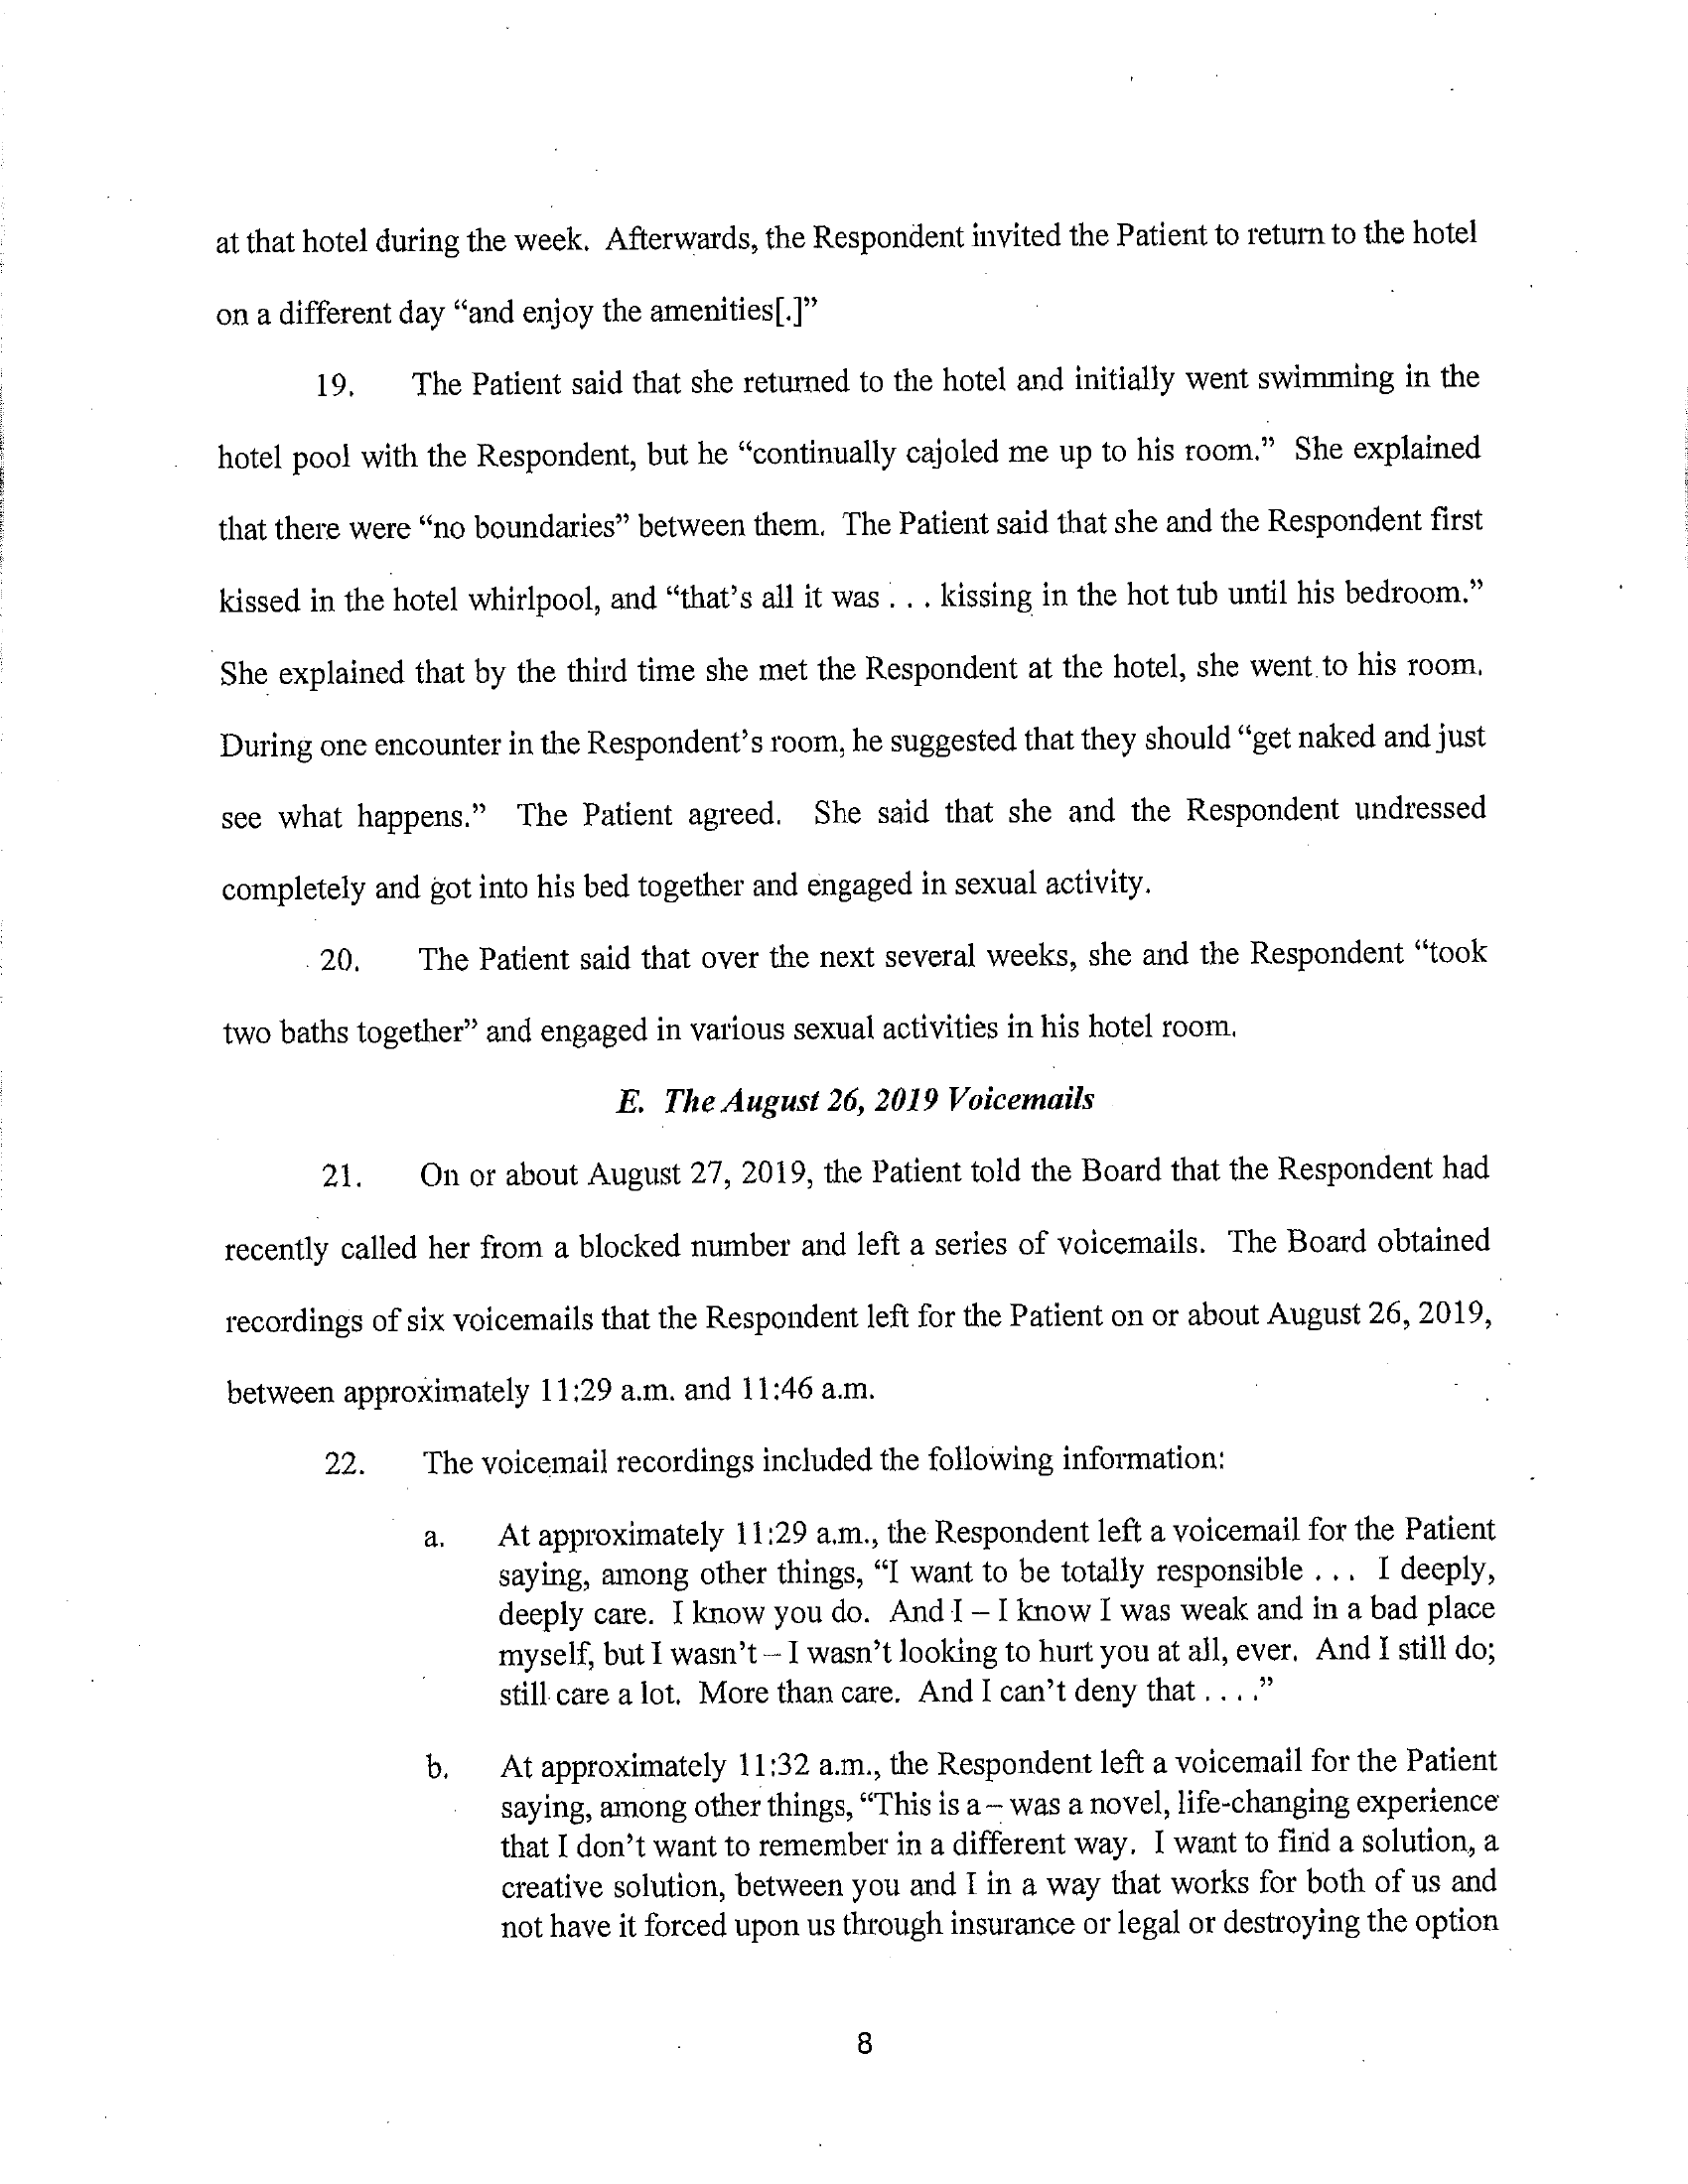 at that hotel during the week. Afterwards, the Respondent invited the Patient to return to the hotel
on a different day “and enjoy the amenities[.]”
19. The Patient said that she returned to the hotel and initially went swimming in the
hotel pool with the Respondent, but he “continually cajoled me up to his room.” She explained
that there were “no boundaries” between them. The Patient said that she and the Respondent first
kissed in the hotel whirlpool, and “that’s all it was . . . kissing in the hot tub until his bedroom.”
She explained that by the third time she met the Respondent at the hotel, she went to his room.
During one encounter in the Respondent’s room, he suggested that they should “get naked and just
see what happens.” The Patient agreed. She said that she and the Respondent undressed
completely and got into his bed together and engaged in sexual activity.
20. The Patient said that over the next several weeks, she and the Respondent “took
two baths together” and engaged in various sexual activities in his hotel room.
E. The August 26, 2019 Voicemails
21. On or about August 27, 2019, the Patient told the Board that the Respondent had
recently called her from a blocked number and left a series of voicemails. The Board obtained
recordings of six voicemails that the Respondent left for the Patient on or about August 26, 2019,
between approximately 11:29 a.m. and 11:46 a.m.
22. The voicemail recordings included the following information:
a. At approximately 11:29 a.m., the Respondent left a voicemail for the Patient
saying, among other things, “I want to be totally responsible . . . I deeply,
deeply care. I know you do. And I – I know I was weak and in a bad place
myself, but I wasn’t – I wasn’t looking to hurt you at all, ever. And I still do;
still care a lot. More than care. And I can’t deny that . . . .”
b. At approximately 11:32 a.m., the Respondent left a voicemail for the Patient
saying, among other things, “This is a – was a novel, life-changing experience
that I don’t want to remember in a different way. I want to find a solution, a
creative solution, between you and I in a way that works for both of us and
not have it forced upon us through insurance or legal or destroying the option
8